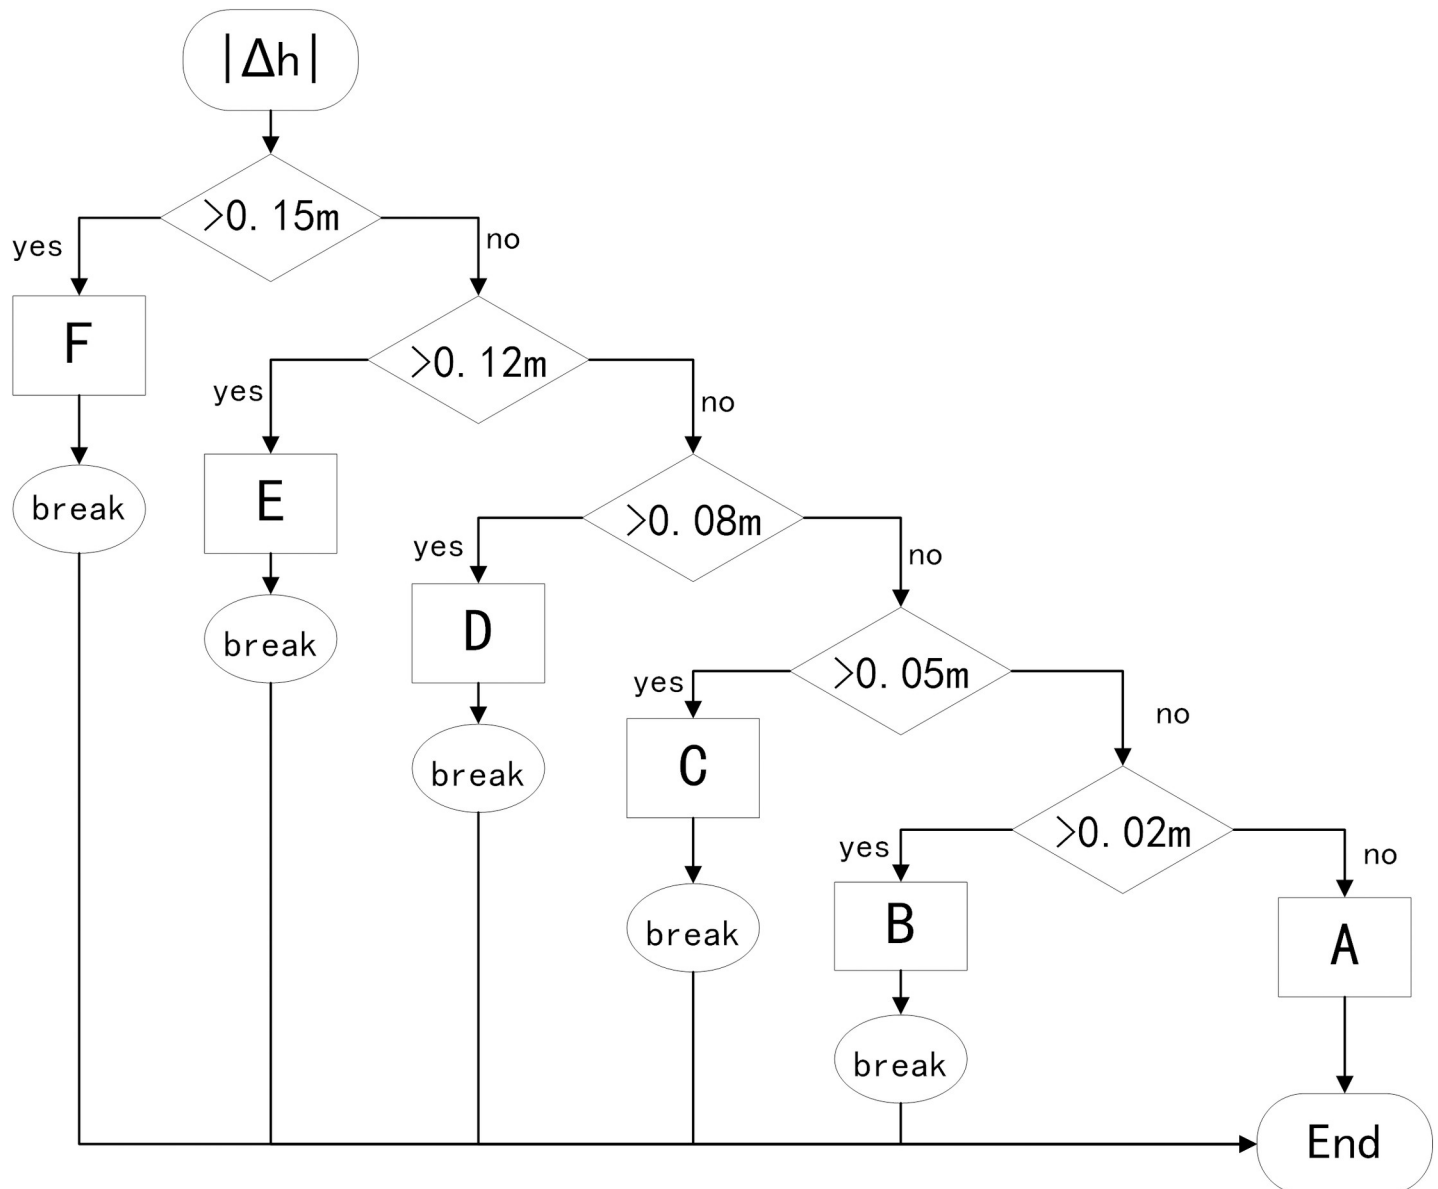 |Δh|
>0.15m
yes
no
F
>0.12m
yes
no
break
E
>0.08m
yes
no
break
D
>0.05m
yes
no
break
C
>0.02m
yes
no
break
B
A
break
End